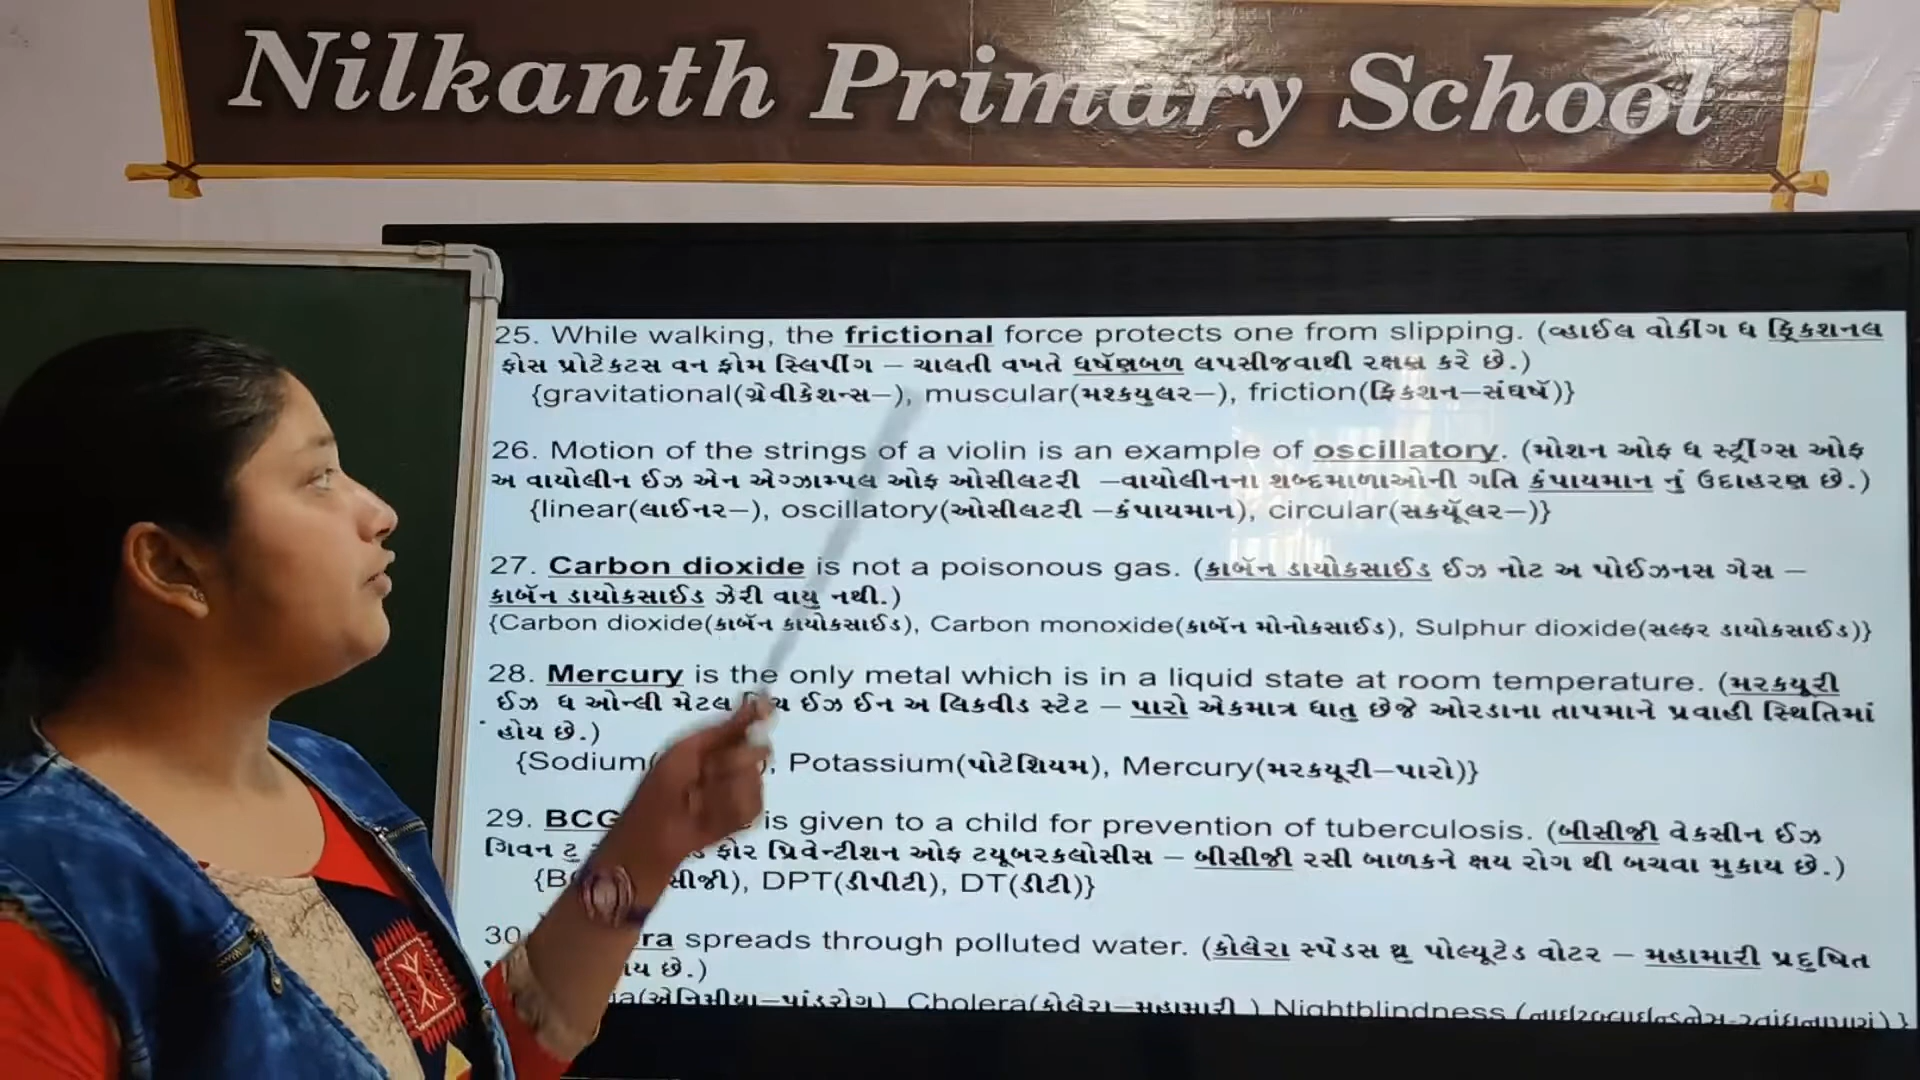 Nilkanth Primary School
25. While walking, the frictional force protects one from slipping. (વ્હાઈલ વોકીંગ ધ ફ્રિકશનલ
ફોસ પ્રોટેકટસ વન ફ્રોમ સ્લિપીંગ – ચાલતી વખતે ઘર્ષણબળ લપસીજવાથી રક્ષણ કરે છે.)
{gravitational(ગ્રેવીકેશન્સ–), muscular(મશ્કયુલર–), friction(ફ્રિકશન–સંઘર્ષ)}
26. Motion of the strings of a violin is an example of oscillatory. (મોશન ઓફ ધ સ્ટ્રીંગ્સ ઓફ
અ વાયોલીન ઈઝ એન એગ્ઝામ્પલ ઓફ ઓસીલટરી –વાયોલીનના શબ્દમાળાઓની ગતિ કંપાયમાન નું ઉદાહરણ છે.)
{linear(લાઈનર–), oscillatory(ઓસીલટરી –કંપાયમાન), circular(સર્કયૂલર–)}
27. Carbon dioxide is not a poisonous gas. (કાર્બન ડાયોકસાઈડ ઈઝ નોટ અ પોઈઝનસ ગેસ –
કાર્બન ડાયોકસાઈડ ઝેરી વાયુ નથી.)
{Carbon dioxide(કાર્બન કાયોકસાઈડ), Carbon monoxide(કાર્બન મોનોકસાઈડ), Sulphur dioxide(સલ્ફર ડાયોકસાઈડ)}
28. Mercury is the only metal which is in a liquid state at room temperature. (મરકયૂરી
ઈઝ ધ ઓન્લી મેટલ ઈઝ ઈન અ લિકવીડ સ્ટેટ – પારો એકમાત્ર ધાતુ છેજે ઓરડાના તાપમાને પ્રવાહી સ્થિતિમાં
હોય છે.)
{Sodium( ), Potassium(પોટેશિયમ), Mercury(મરકયૂરી–પારો)}
29. BCG is given to a child for prevention of tuberculosis. (બીસીજી વેકસીન ઈઝ
ગિવન ટુ ફોર પ્રિવેન્ટીશન ઓફ ટયૂબરકલોસીસ – બીસીજી રસી બાળકને ક્ષય રોગ થી બચવા મુકાય છે.)
DPT(ડીપીટી), DT(ડીટી)}
30. spreads through polluted water. (કોલેરા સ્પ્રેડસ થ્રુ પોલ્યૂટેડ વોટર – મહામારી પ્રદુષિત
છે.)
(એનિમીયા–પાંડુરોગ) Cholera(કોલેરા–મહામારી ) Nightblindness